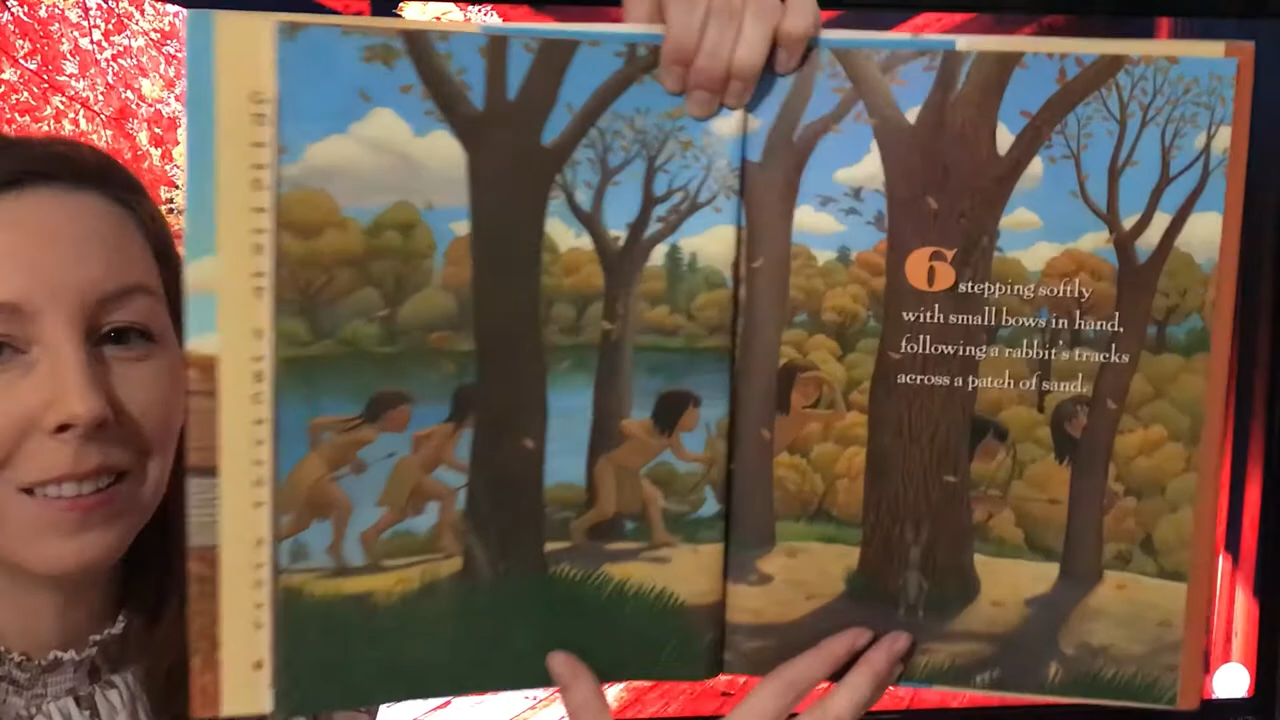 6 stepping softly
with small bows in hand,
following a rabbit's tracks
across a patch of sand.